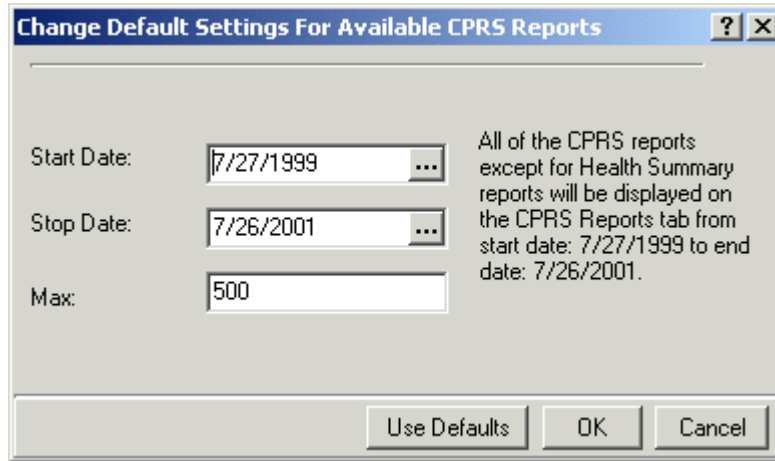 Change Default Settings For Available CPRS Reports
Start Date:
7/27/1999
...
Stop Date:
7/26/2001
...
Max:
500
All of the CPRS reports
except for Health Summary
reports will be displayed on
the CPRS Reports tab from
start date: 7/27/1999 to end
date: 7/26/2001.
Use Defaults
OK
Cancel